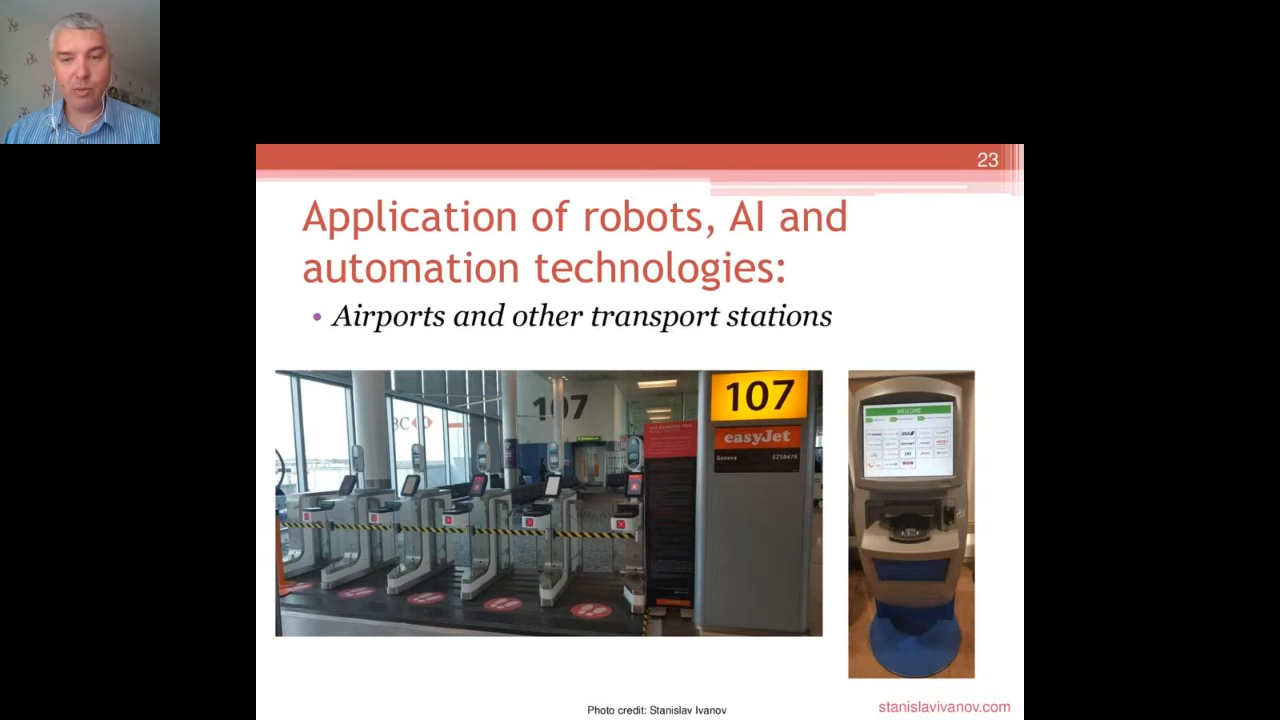 23
Application of robots, AI and
automation technologies:
• Airports and other transport stations
107
107
easyJet
Geneva
WELCOME
Photo credit: Stanislav Ivanov
stanislavivanov.com